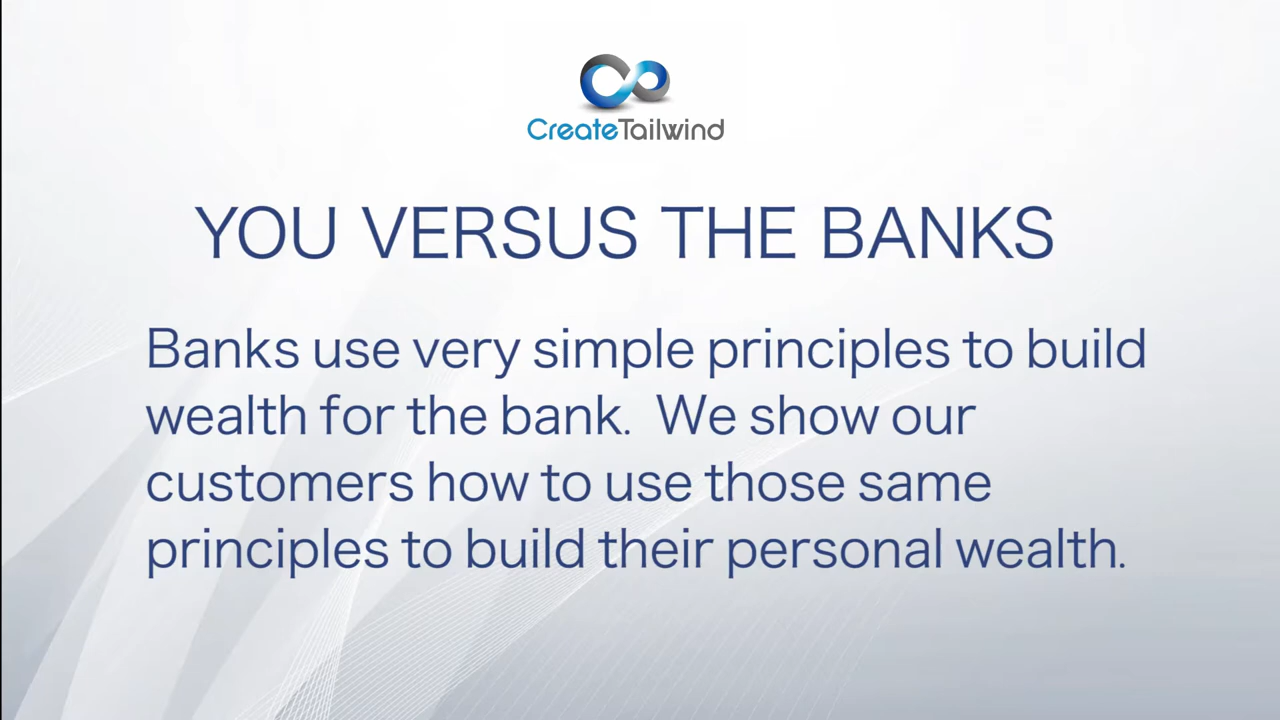 CreateTailwind
YOU VERSUS THE BANKS
Banks use very simple principles to build
wealth for the bank.  We show our
customers how to use those same
principles to build their personal wealth.